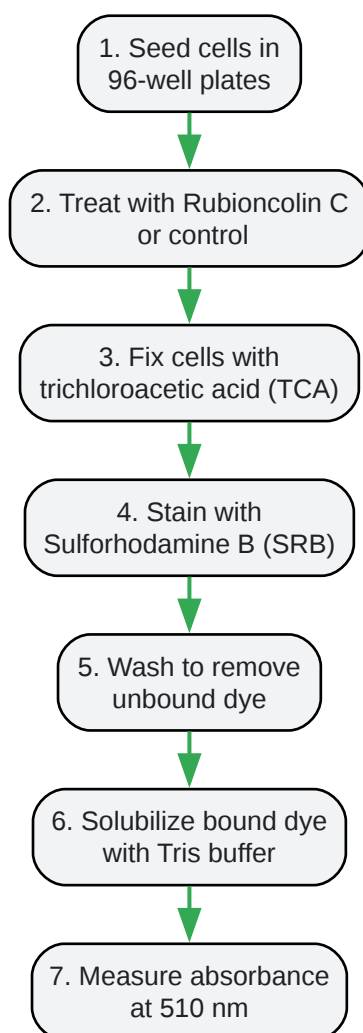 1. Seed cells in
96-well plates
2. Treat with Rubioncolin C
or control
3. Fix cells with
trichloroacetic acid (TCA)
4. Stain with
Sulforhodamine B (SRB)
5. Wash to remove
unbound dye
6. Solubilize bound dye
with Tris buffer
7. Measure absorbance
at 510 nm